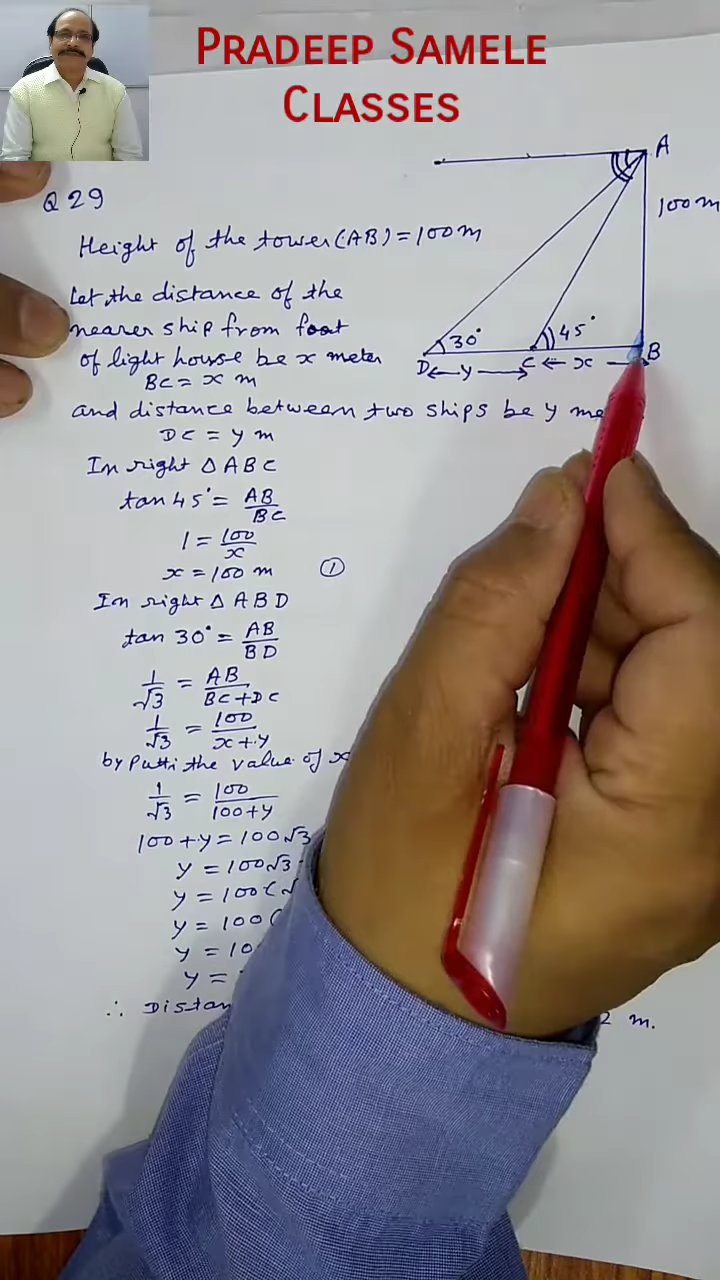 PRADEEP SAMELE
CLASSES
Q 29
A
100m
Height of the tower (AB) = 100m
Let the distance of the
nearer ship from foot
of light house be x meter
BC = x m
30°
45°
D y C x B
and distance between two ships be y me
DC = y m
In right △ ABC
tan 45° = AB/BC
1 = 100/x
x = 100 m ①
In right △ ABD
tan 30° = AB/BD
1/√3 = AB/BC+DC
1/√3 = 100/x+y
by putti the value of x
1/√3 = 100/100+y
100+y = 100√3
y = 100√3
y = 100(√
y = 100(
y = 10
y =
∴ Distan 2 m.